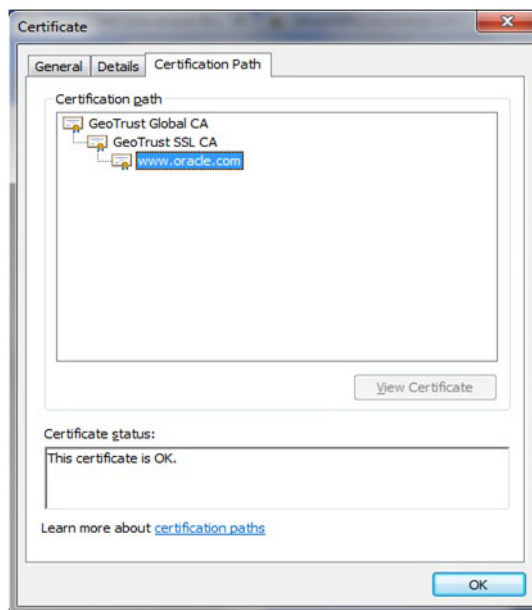 Certificate
General Details Certification Path
Certification path
GeoTrust Global CA
GeoTrust SSL CA
www.oracle.com
View Certificate
Certificate status:
This certificate is OK.
Learn more about certification paths
OK